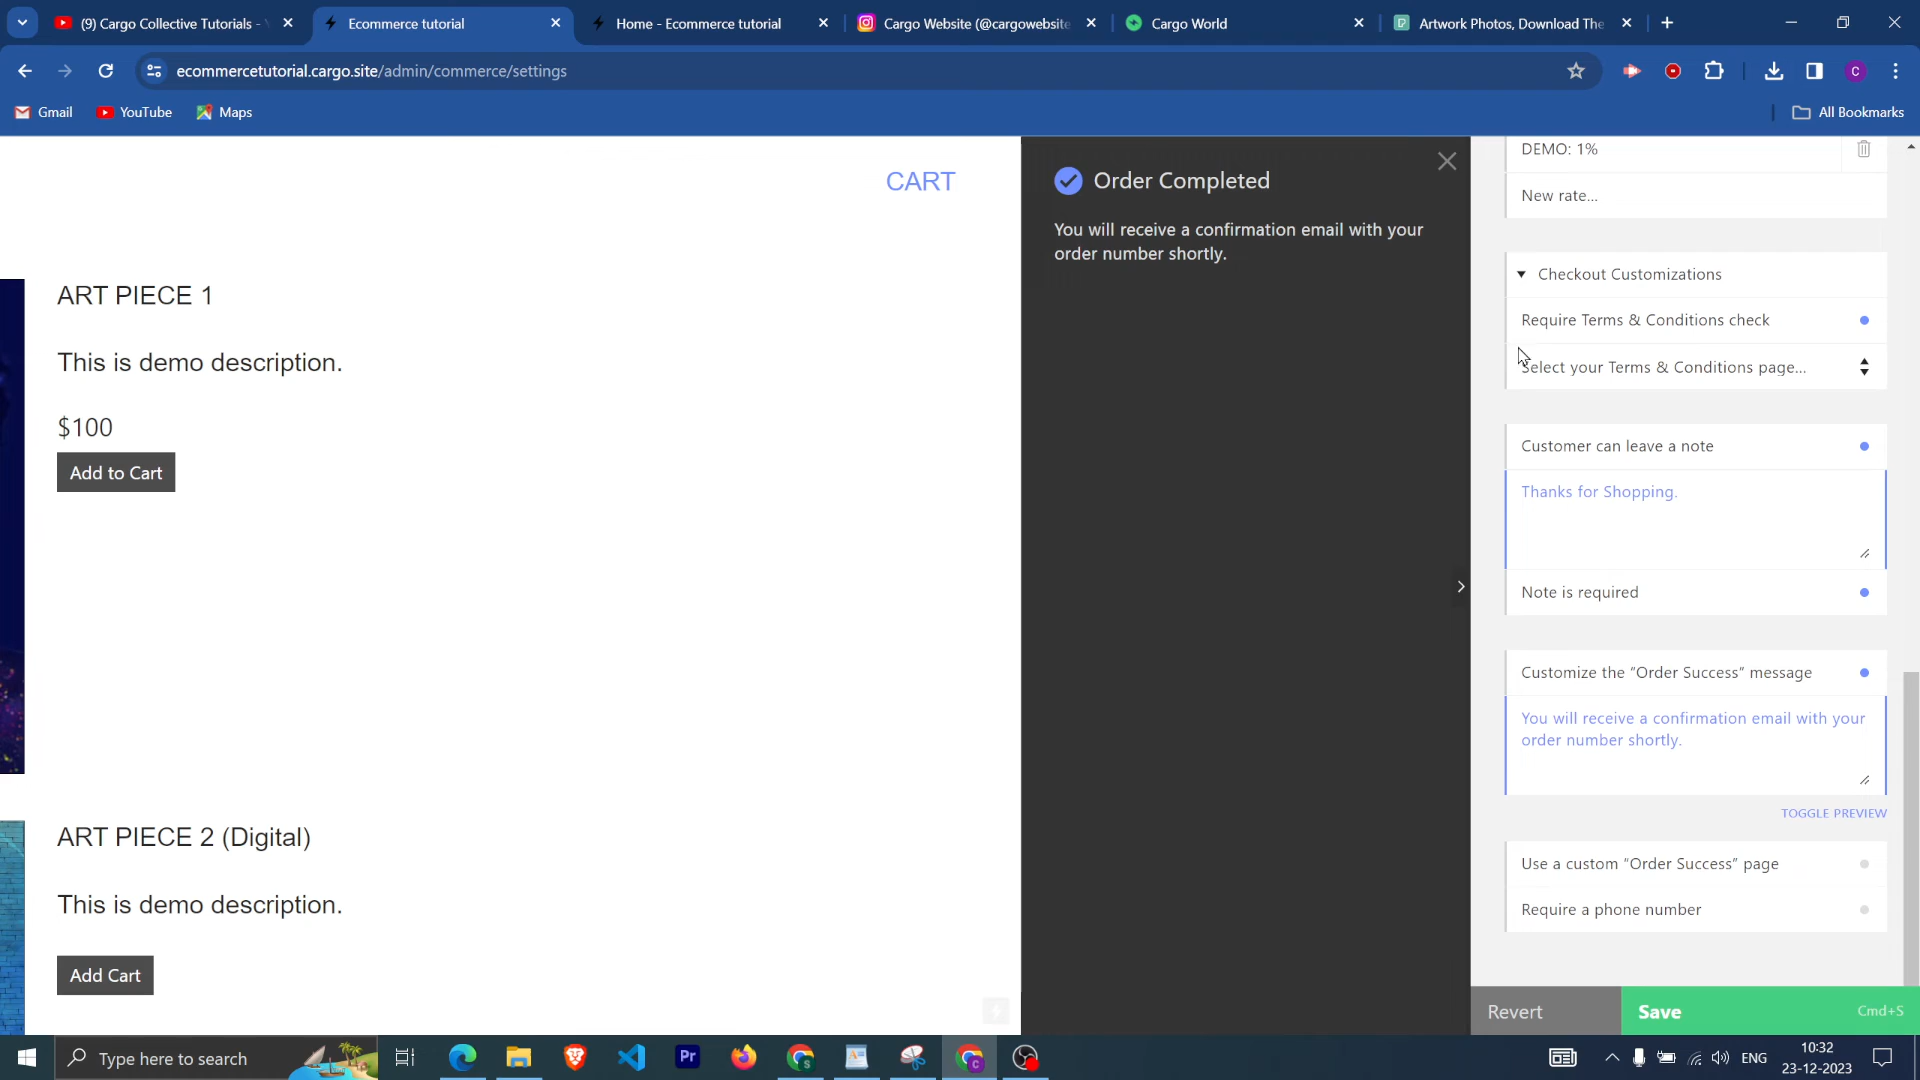 (9) Cargo Collective Tutorials -
Ecommerce tutorial
Home - Ecommerce tutorial
Cargo Website (@cargowebsite
Cargo World
Artwork Photos, Download The
ecommercetutorial.cargo.site/admin/commerce/settings
C
Gmail
YouTube
Maps
All Bookmarks
CART
ART PIECE 1
This is demo description.
$100
Add to Cart
ART PIECE 2 (Digital)
This is demo description.
Add Cart
Order Completed
You will receive a confirmation email with your
order number shortly.
DEMO: 1%
New rate...
Checkout Customizations
Require Terms & Conditions check
Select your Terms & Conditions page...
Customer can leave a note
Thanks for Shopping.
Note is required
Customize the “Order Success” message
You will receive a confirmation email with your
order number shortly.
TOGGLE PREVIEW
Use a custom “Order Success” page
Require a phone number
Revert
Save
Cmd+S
Type here to search
Pr
ENG
10:32
23-12-2023